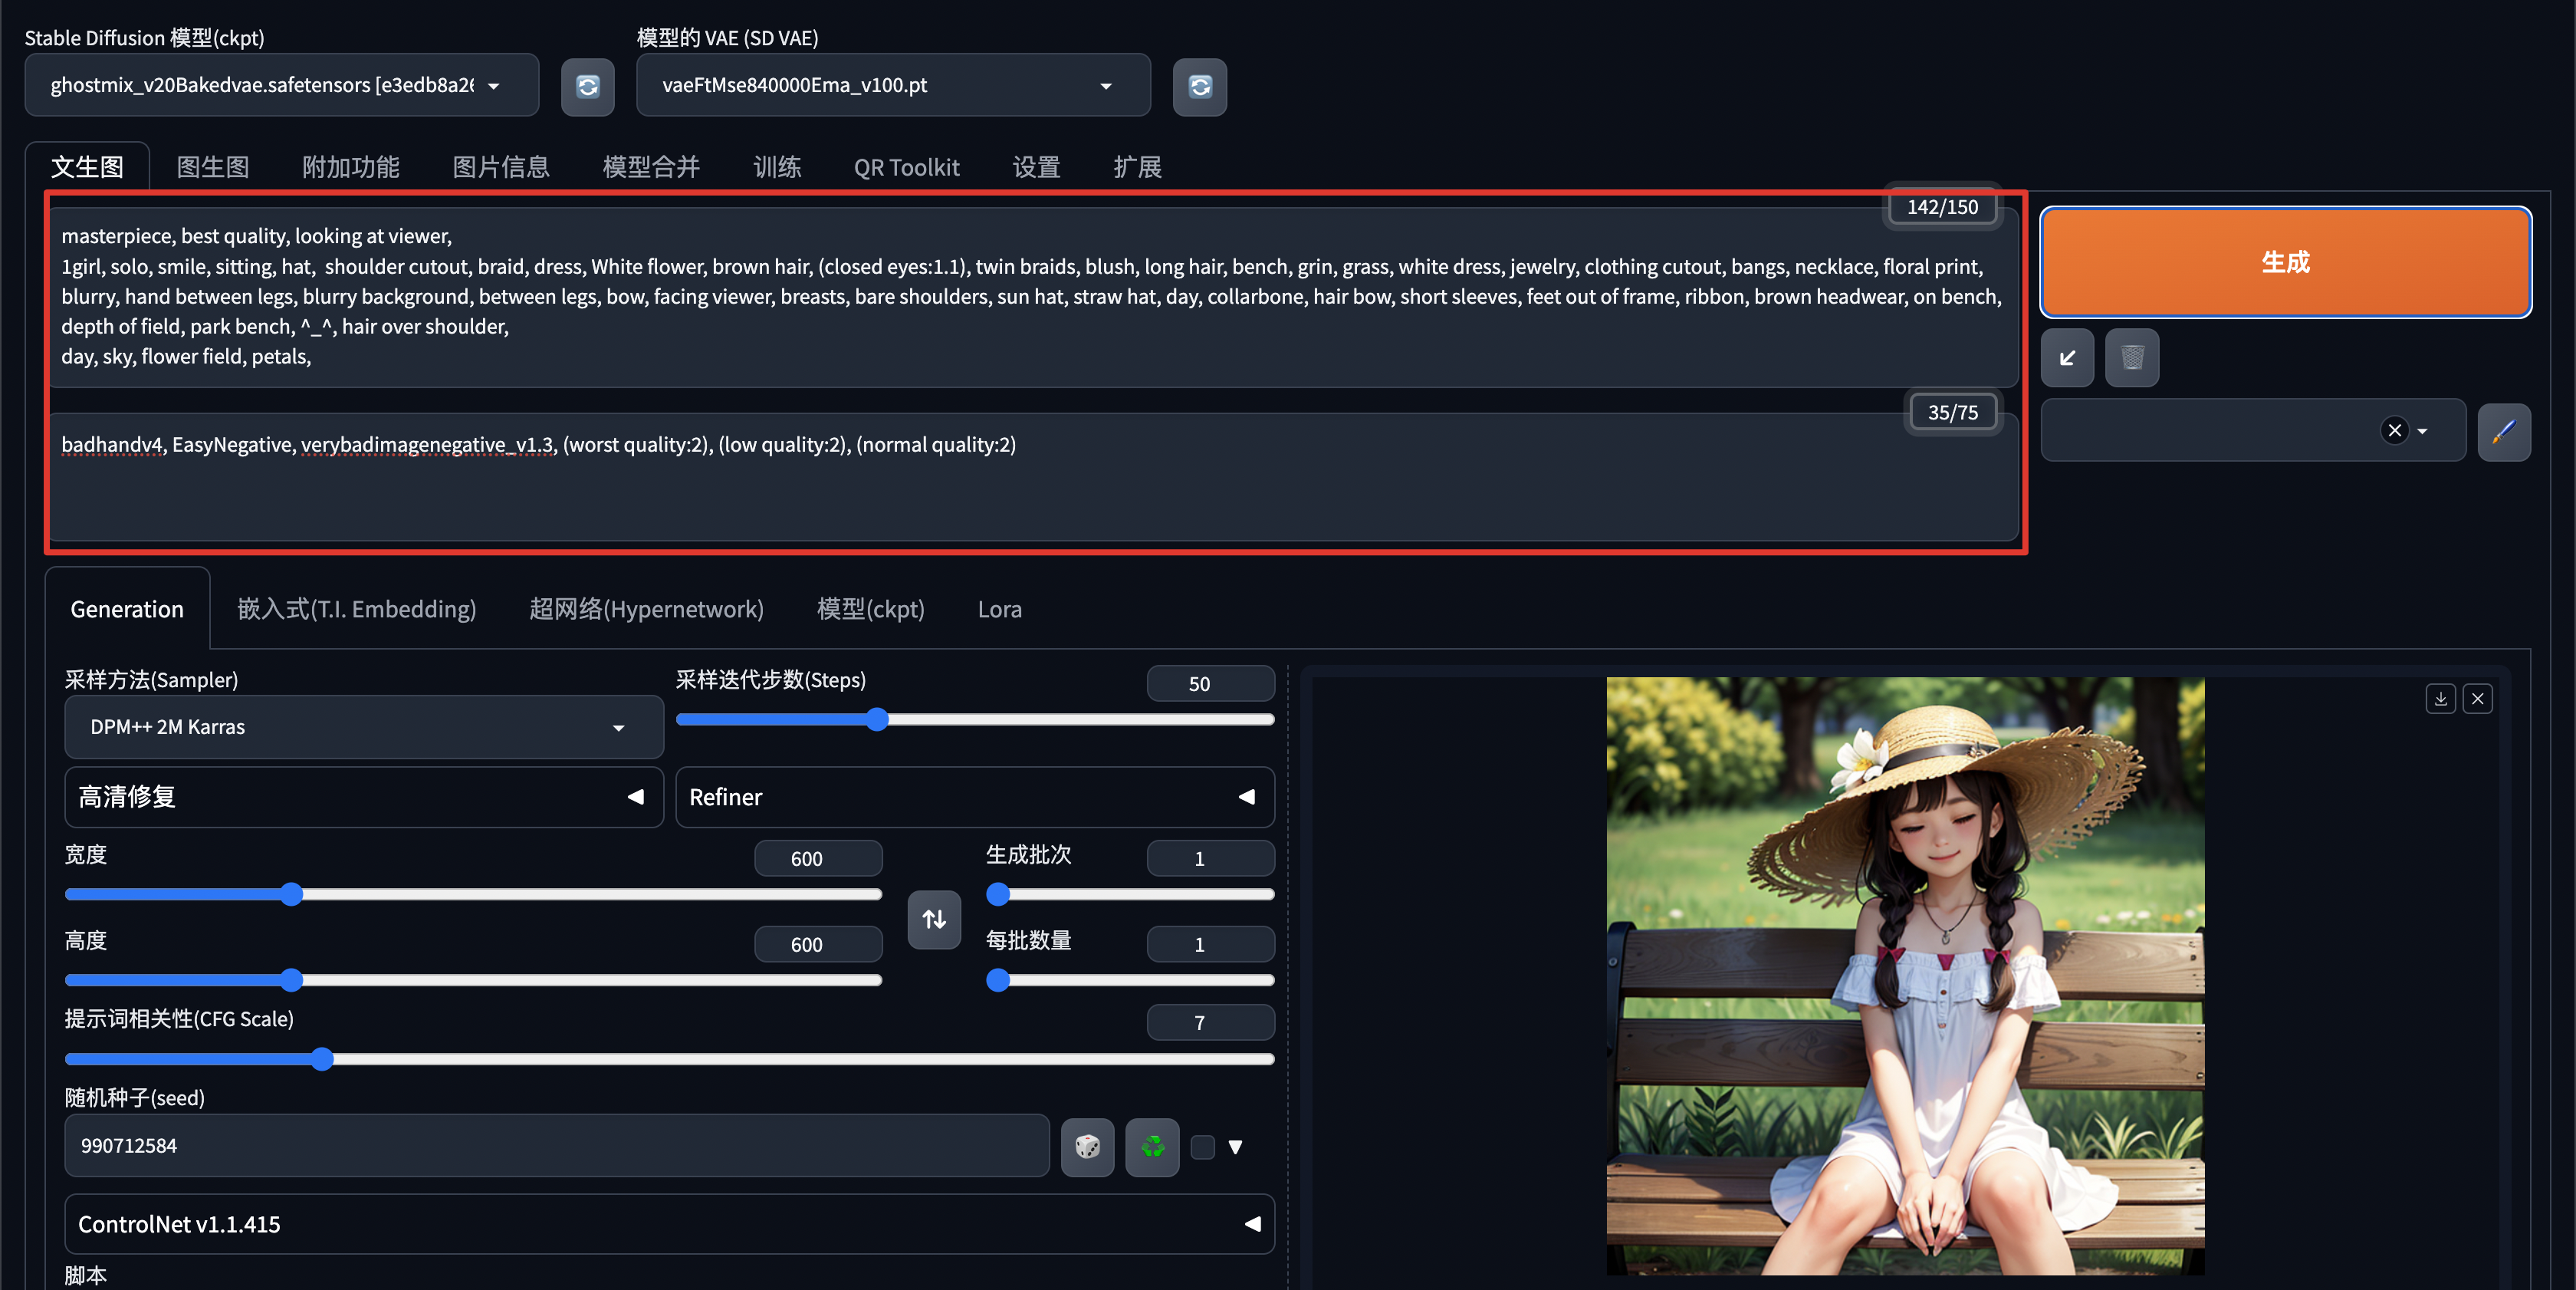 Stable Diffusion 模型(ckpt)
模型的 VAE (SD VAE)
ghostmix_v20Bakedvae.safetensors [e3edb8a26
vaeFtMse840000Ema_v100.pt
文生图 图生图 附加功能 图片信息 模型合并 训练 QR Toolkit 设置 扩展
142/150
masterpiece, best quality, looking at viewer,
1girl, solo, smile, sitting, hat,  shoulder cutout, braid, dress, White flower, brown hair, (closed eyes:1.1), twin braids, blush, long hair, bench, grin, grass, white dress, jewelry, clothing cutout, bangs, necklace, floral print,
blurry, hand between legs, blurry background, between legs, bow, facing viewer, breasts, bare shoulders, sun hat, straw hat, day, collarbone, hair bow, short sleeves, feet out of frame, ribbon, brown headwear, on bench,
depth of field, park bench, ^_^, hair over shoulder,
day, sky, flower field, petals,
生成
35/75
badhandv4, EasyNegative, verybadimagenegative_v1.3, (worst quality:2), (low quality:2), (normal quality:2)
Generation 嵌入式(T.I. Embedding) 超网络(Hypernetwork) 模型(ckpt) Lora
采样方法(Sampler)
采样迭代步数(Steps)
50
DPM++ 2M Karras
高清修复
Refiner
宽度
600
生成批次
1
高度
600
每批数量
1
提示词相关性(CFG Scale)
7
随机种子(seed)
990712584
ControlNet v1.1.415
脚本